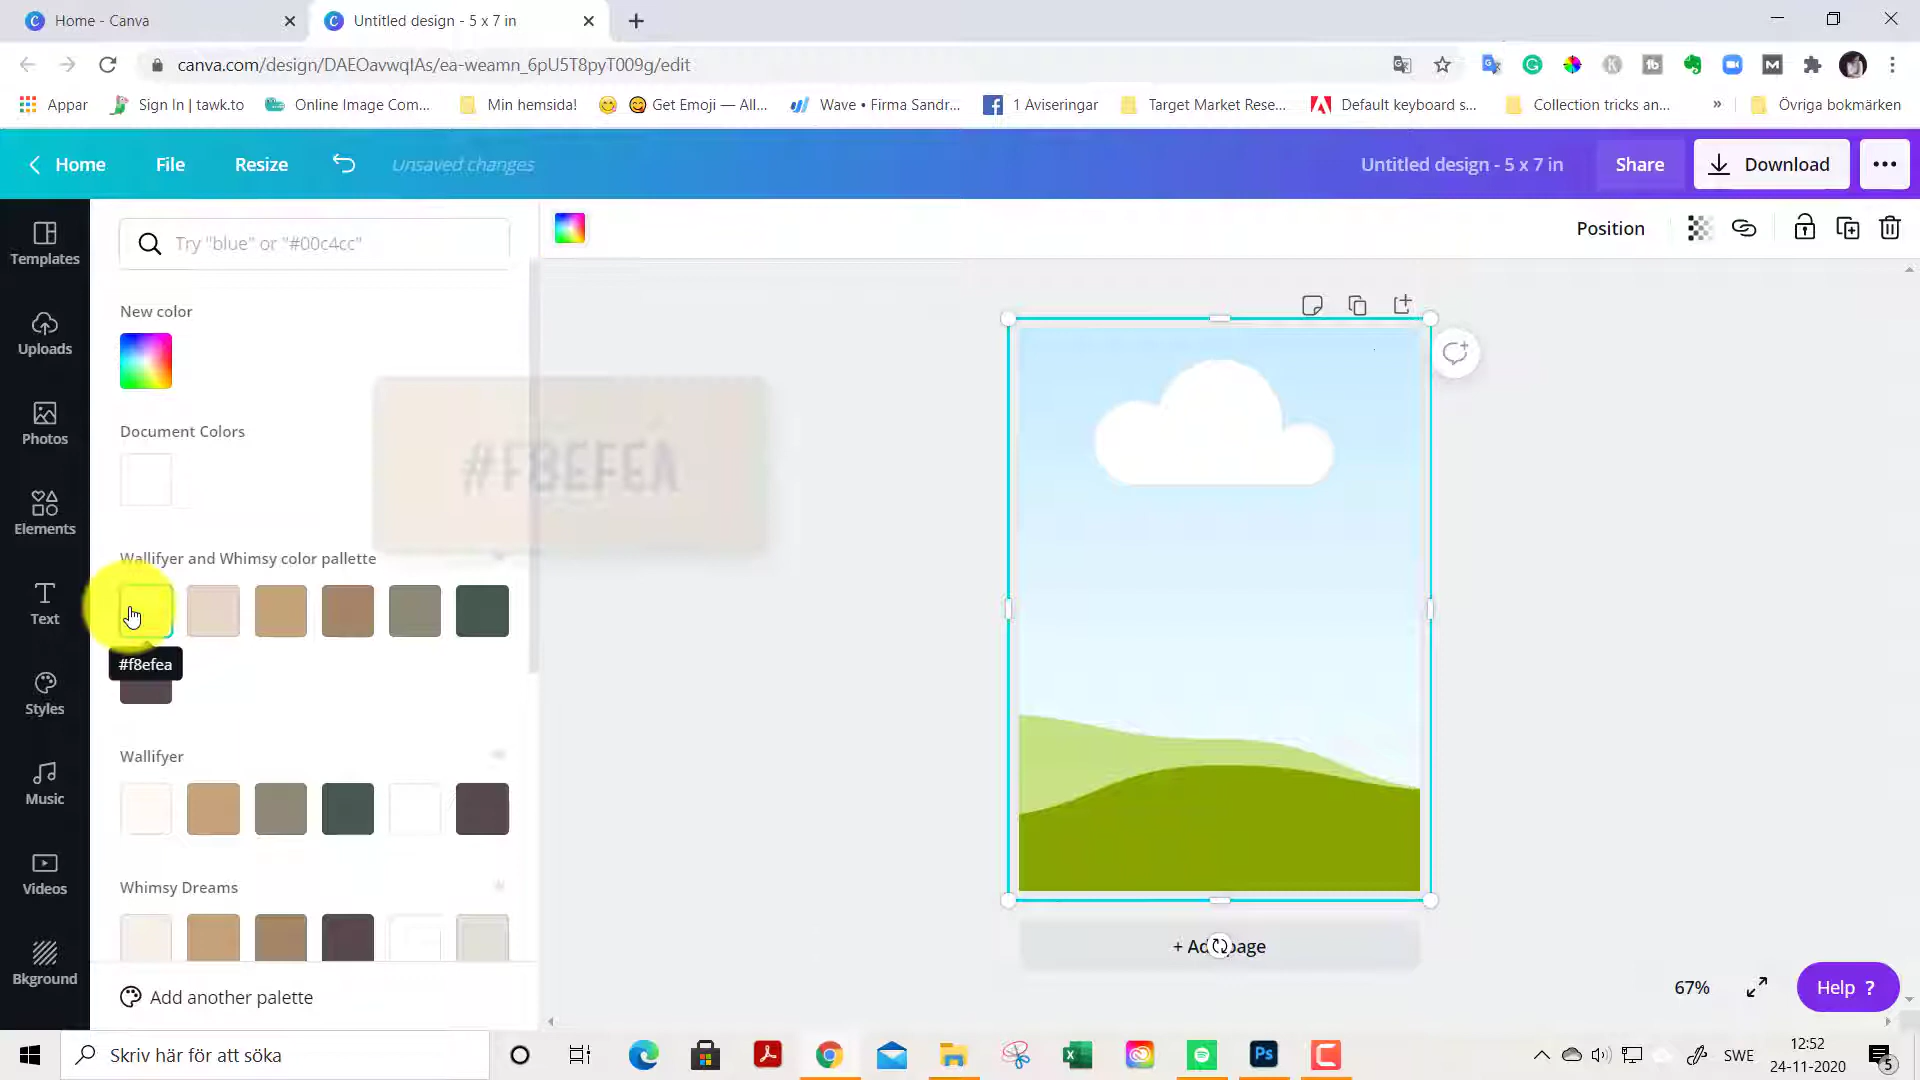 Home - Canva
Untitled design - 5 x 7 in
canva.com/design/DAEOavwqIAs/ea-weamn_6pU5T8pyT009g/edit
Appar
Sign In | tawk.to
Online Image Com...
Min hemsida!
Get Emoji — All...
Wave • Firma Sandr...
1 Aviseringar
Target Market Rese...
Default keyboard s...
Collection tricks an...
»
Övriga bokmärken
Home
File
Resize
Unsaved changes
Untitled design - 5 x 7 in
Share
Download
Templates
Uploads
Photos
Elements
Text
Styles
Music
Videos
Bkground
Try "blue" or "#00c4cc"
Position
New color
Document Colors
#F8EFEA
Wallifyer and Whimsy color pallette
#f8efea
Wallifyer
Whimsy Dreams
Add another palette
+ Ad page
67%
Help ?
Skriv här för att söka
SWE
12:52
24-11-2020
5